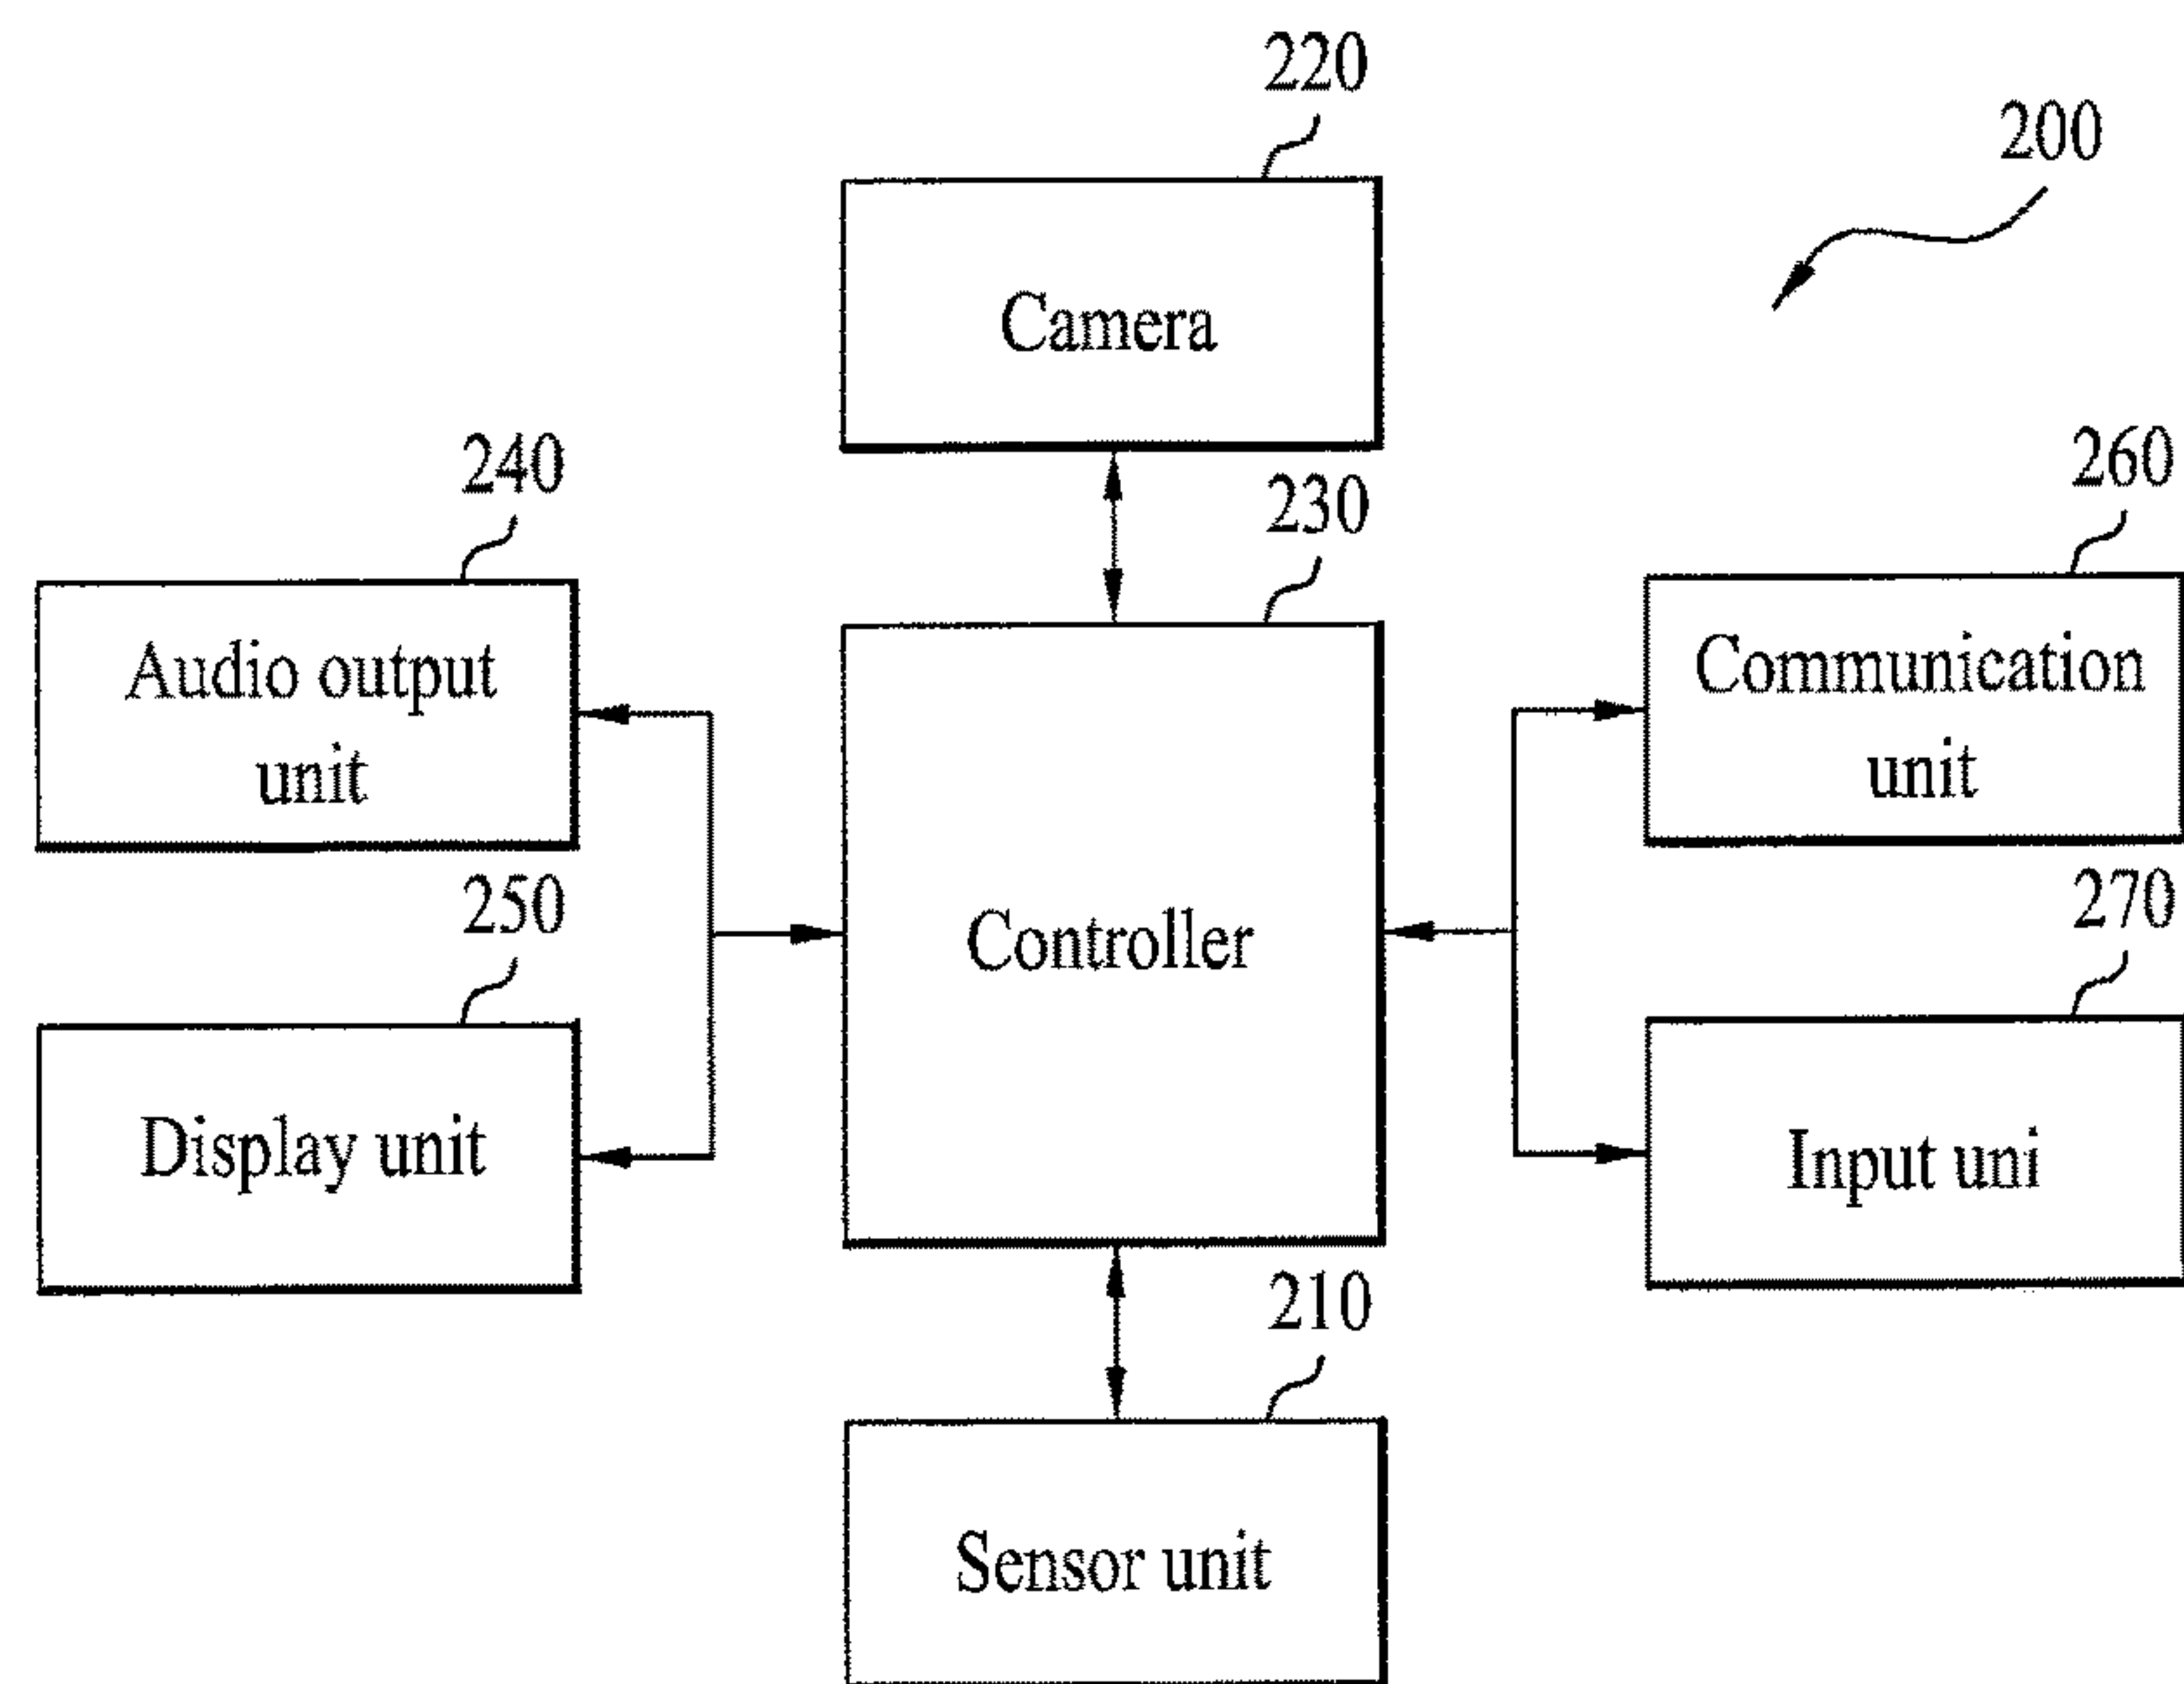 220
200
Camera
240
230
260
Audio output
unit
Communication
unit
250
Controller
270
Display unit
Input uni
210
Sensor unit